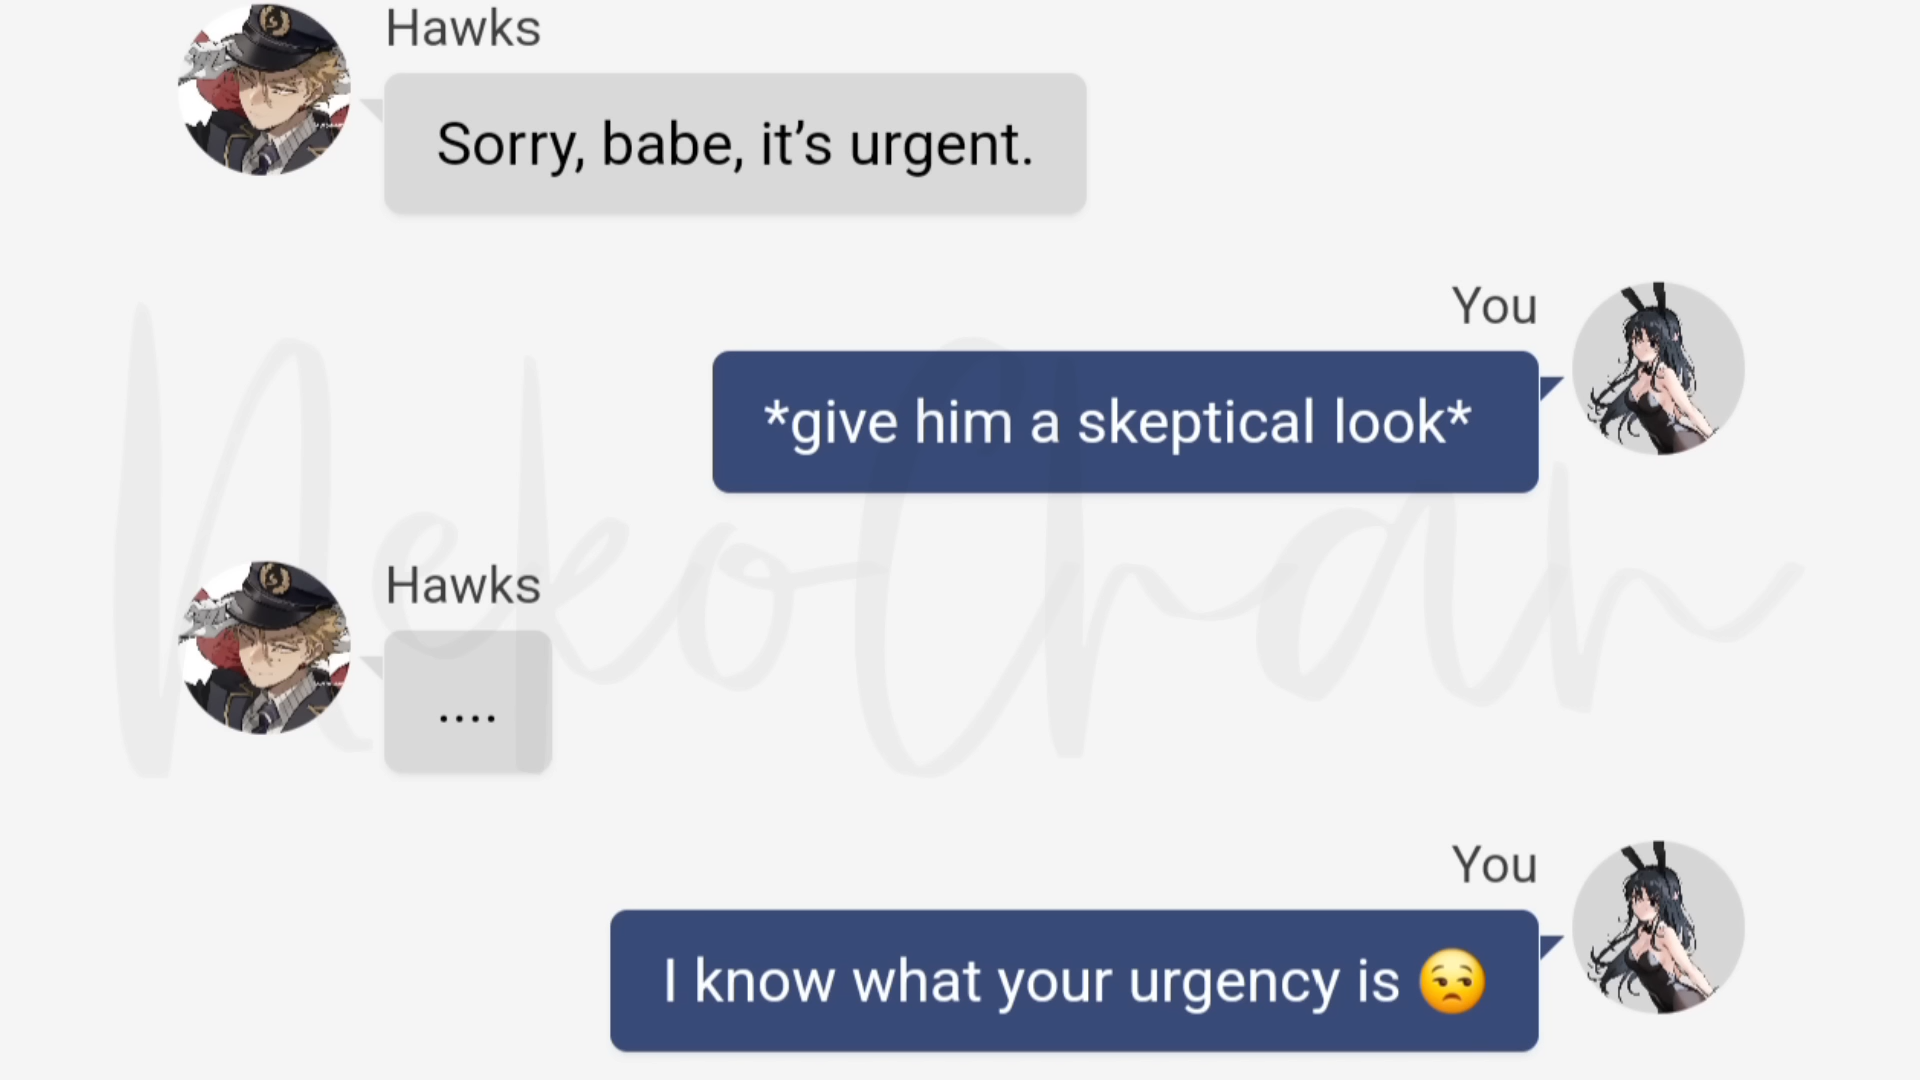 Hawks
Sorry, babe, it’s urgent.
You
*give him a skeptical look*
NekoChan
Hawks
....
You
I know what your urgency is 😒